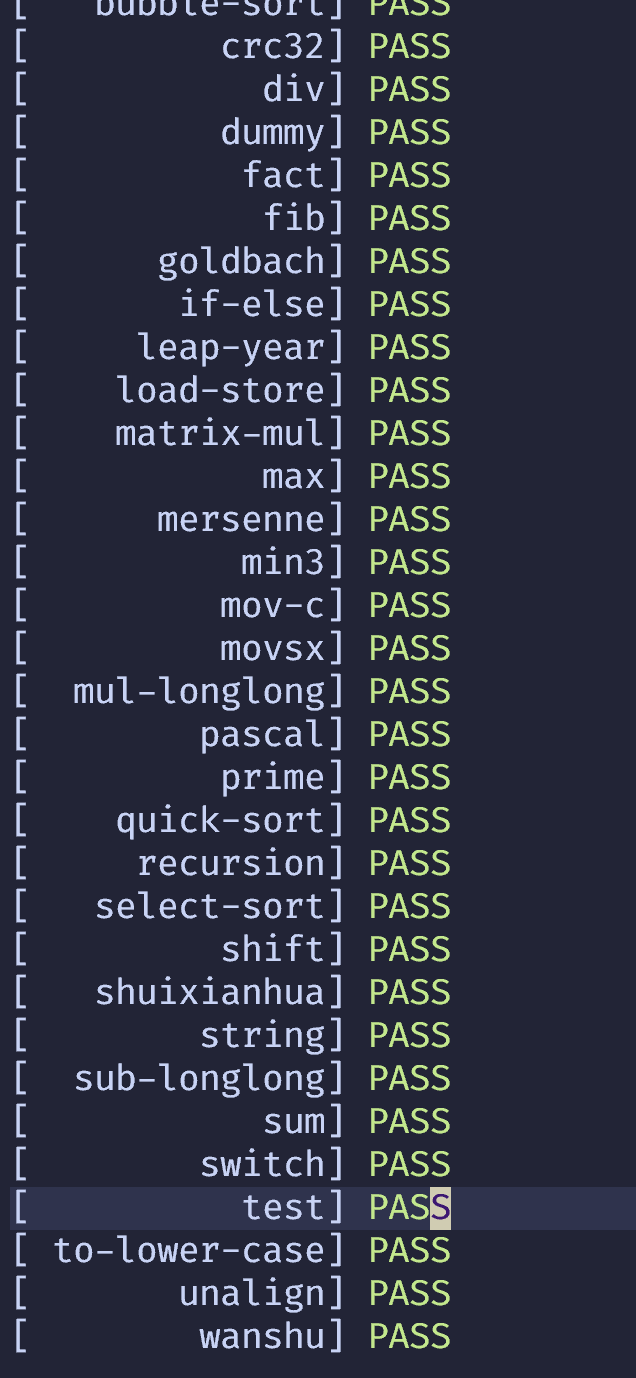 [   bubble-sort] PASS
[         crc32] PASS
[           div] PASS
[         dummy] PASS
[          fact] PASS
[           fib] PASS
[      goldbach] PASS
[       if-else] PASS
[     leap-year] PASS
[    load-store] PASS
[    matrix-mul] PASS
[           max] PASS
[      mersenne] PASS
[          min3] PASS
[         mov-c] PASS
[         movsx] PASS
[  mul-longlong] PASS
[        pascal] PASS
[         prime] PASS
[    quick-sort] PASS
[     recursion] PASS
[   select-sort] PASS
[         shift] PASS
[   shuixianhua] PASS
[        string] PASS
[  sub-longlong] PASS
[           sum] PASS
[        switch] PASS
[          test] PASS
[ to-lower-case] PASS
[       unalign] PASS
[        wanshu] PASS